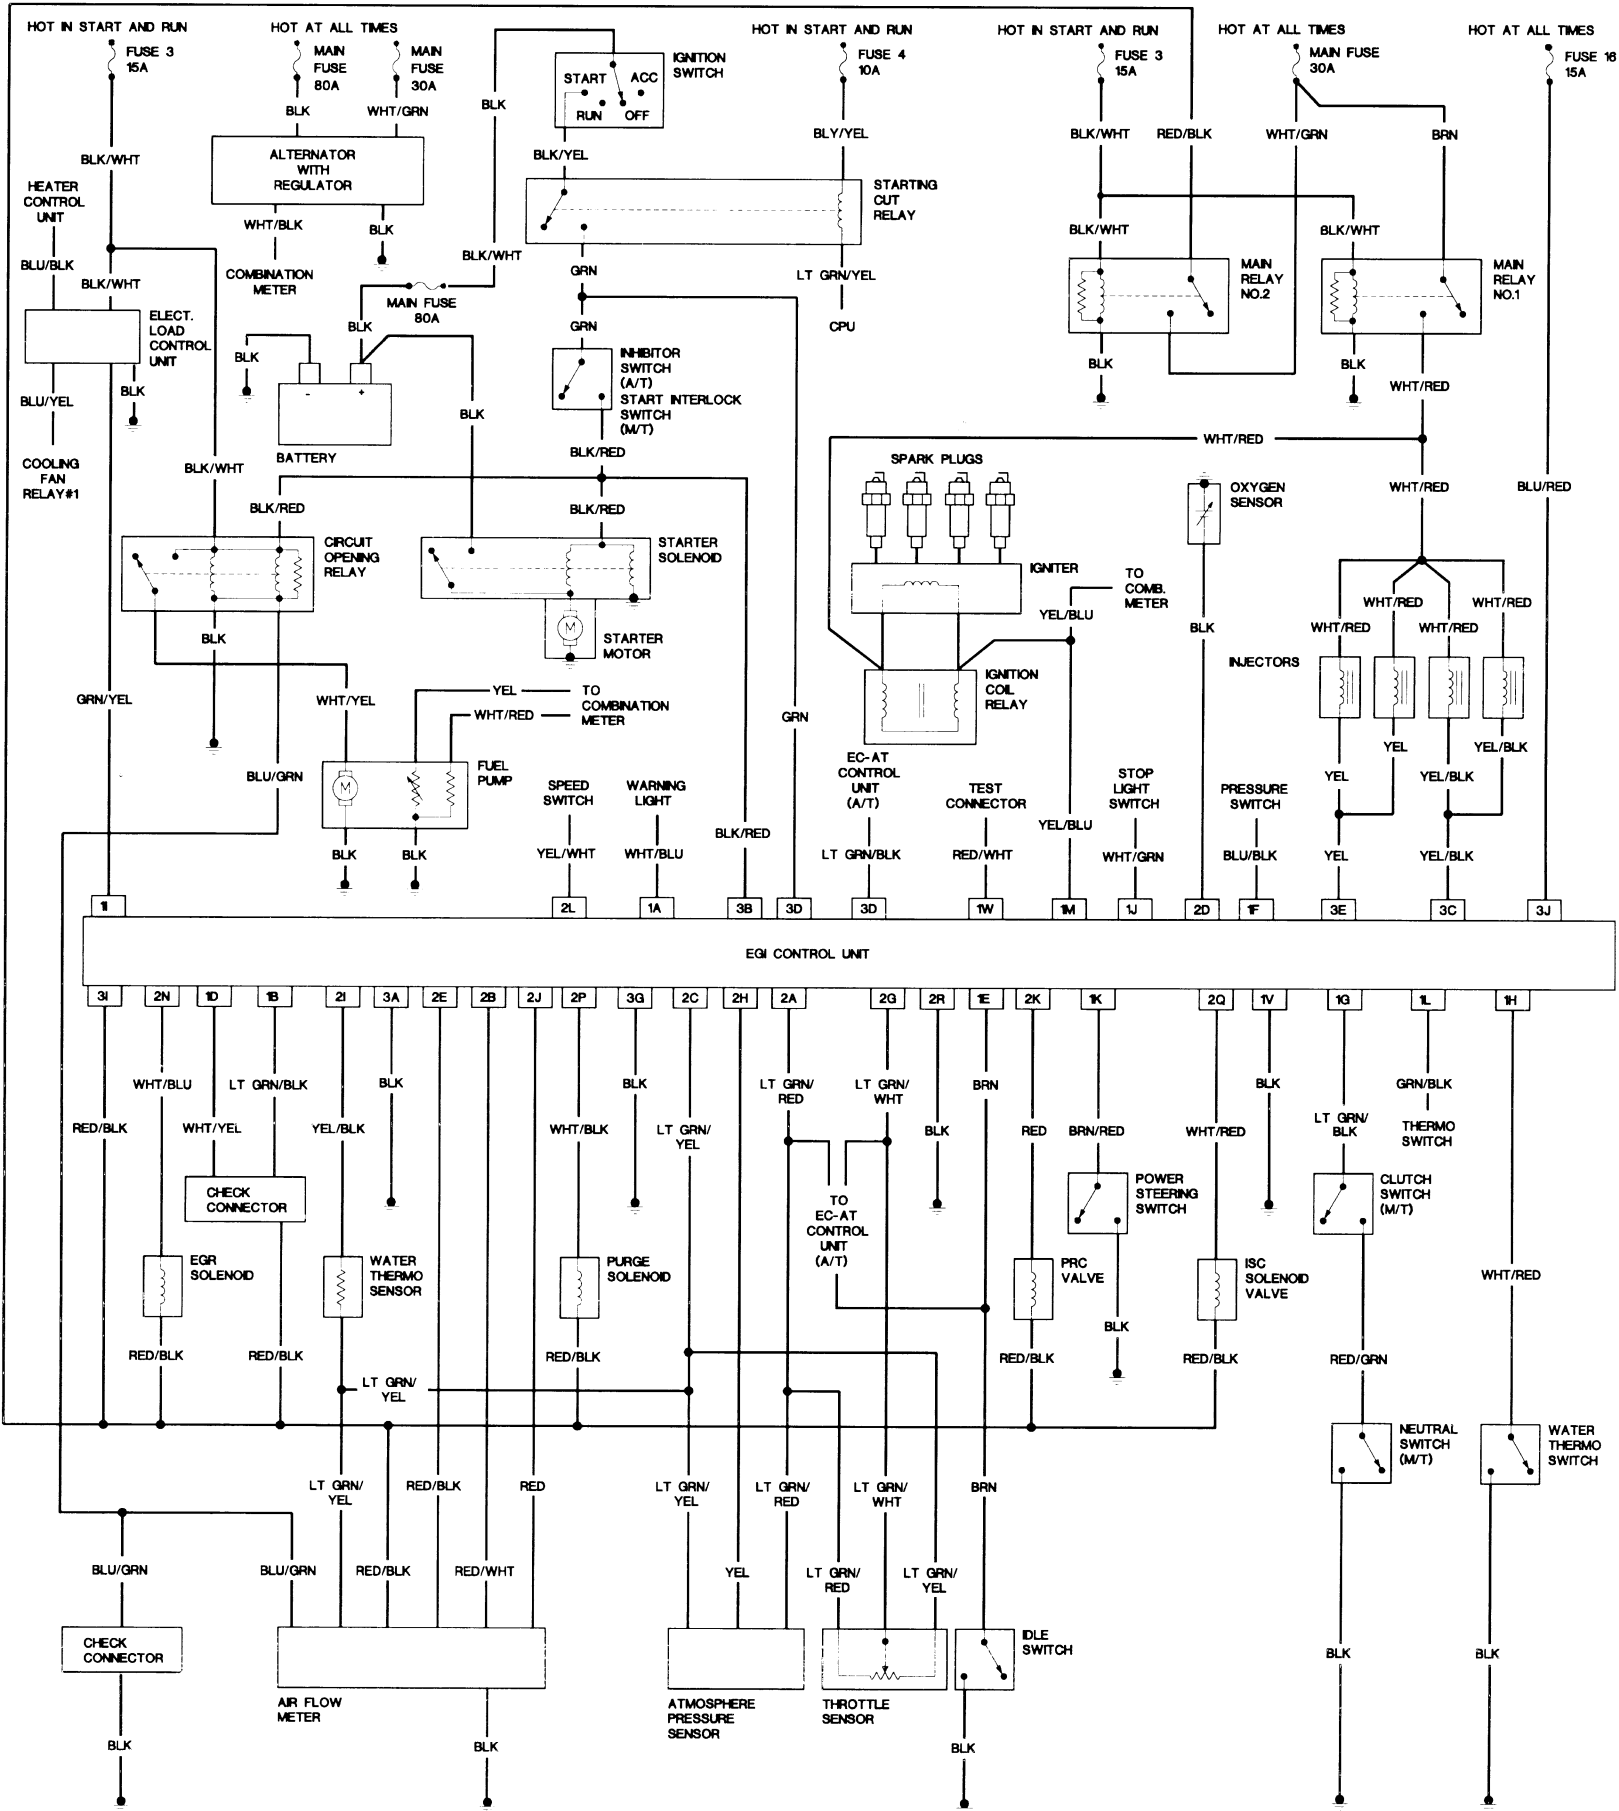 HOT IN START AND RUN
FUSE 3
15A
HOT AT ALL TIMES
MAIN
FUSE
80A
MAIN
FUSE
30A
IGNITION
SWITCH
START
ACC
RUN
OFF
HOT IN START AND RUN
FUSE 4
10A
HOT IN START AND RUN
FUSE 3
15A
HOT AT ALL TIMES
MAIN FUSE
30A
HOT AT ALL TIMES
FUSE 16
15A
BLK
WHT/GRN
BLK
BLY/YEL
BLK/WHT
RED/BLK
WHT/GRN
BRN
BLK/WHT
ALTERNATOR
WITH
REGULATOR
BLK/YEL
STARTING
CUT
RELAY
HEATER
CONTROL
UNIT
WHT/BLK
BLK
BLK/WHT
BLK/WHT
BLK/WHT
BLU/BLK
BLK/WHT
COMBINATION
METER
GRN
LT GRN/YEL
MAIN
RELAY
NO.2
MAIN
RELAY
NO.1
MAIN FUSE
80A
ELECT.
LOAD
CONTROL
UNIT
BLK
BLK
GRN
CPU
INHIBITOR
SWITCH
(A/T)
START INTERLOCK
SWITCH
(M/T)
BLK
BLK
WHT/RED
BLU/YEL
BLK
-
+
BLK
BATTERY
BLK/RED
WHT/RED
COOLING
FAN
RELAY#1
BLK/WHT
SPARK PLUGS
OXYGEN
SENSOR
WHT/RED
BLU/RED
BLK/RED
BLK/RED
CIRCUIT
OPENING
RELAY
STARTER
SOLENOID
IGNITER
TO
COMB.
METER
YEL/BLU
WHT/RED
WHT/RED
WHT/RED
WHT/RED
BLK
BLK
M
STARTER
MOTOR
INJECTORS
IGNITION
COIL
RELAY
GRN/YEL
WHT/YEL
YEL
TO
COMBINATION
METER
WHT/RED
GRN
YEL
YEL/BLK
BLU/GRN
M
FUEL
PUMP
SPEED
SWITCH
WARNING
LIGHT
EC-AT
CONTROL
UNIT
(A/T)
TEST
CONNECTOR
STOP
LIGHT
SWITCH
PRESSURE
SWITCH
YEL
YEL/BLK
BLK/RED
YEL/BLU
BLK
BLK
YEL/WHT
WHT/BLU
LT GRN/BLK
RED/WHT
WHT/GRN
BLU/BLK
YEL
YEL/BLK
1I
2L
1A
3B
3D
3D
1W
1M
1J
2D
1F
3E
3C
3J
EGI CONTROL UNIT
3I
2N
1D
1B
2I
3A
2E
2B
2J
2P
3G
2C
2H
2A
2G
2R
1E
2K
1K
2Q
1V
1G
1L
1H
WHT/BLU
LT GRN/BLK
BLK
BLK
LT GRN/
RED
LT GRN/
WHT
BRN
BLK
GRN/BLK
RED/BLK
WHT/YEL
YEL/BLK
WHT/BLK
LT GRN/
YEL
BLK
RED
BRN/RED
WHT/RED
LT GRN/
BLK
THERMO
SWITCH
CHECK
CONNECTOR
TO
EC-AT
CONTROL
UNIT
(A/T)
POWER
STEERING
SWITCH
CLUTCH
SWITCH
(M/T)
EGR
SOLENOID
WATER
THERMO
SENSOR
PURGE
SOLENOID
PRC
VALVE
ISC
SOLENOID
VALVE
WHT/RED
BLK
RED/BLK
RED/BLK
RED/BLK
RED/BLK
RED/BLK
RED/GRN
LT GRN/
YEL
NEUTRAL
SWITCH
(M/T)
WATER
THERMO
SWITCH
LT GRN/
YEL
RED/BLK
RED
LT GRN/
YEL
LT GRN/
RED
LT GRN/
WHT
BRN
BLU/GRN
BLU/GRN
RED/BLK
RED/WHT
YEL
LT GRN/
RED
LT GRN/
YEL
CHECK
CONNECTOR
IDLE
SWITCH
BLK
BLK
AIR FLOW
METER
ATMOSPHERE
PRESSURE
SENSOR
THROTTLE
SENSOR
BLK
BLK
BLK